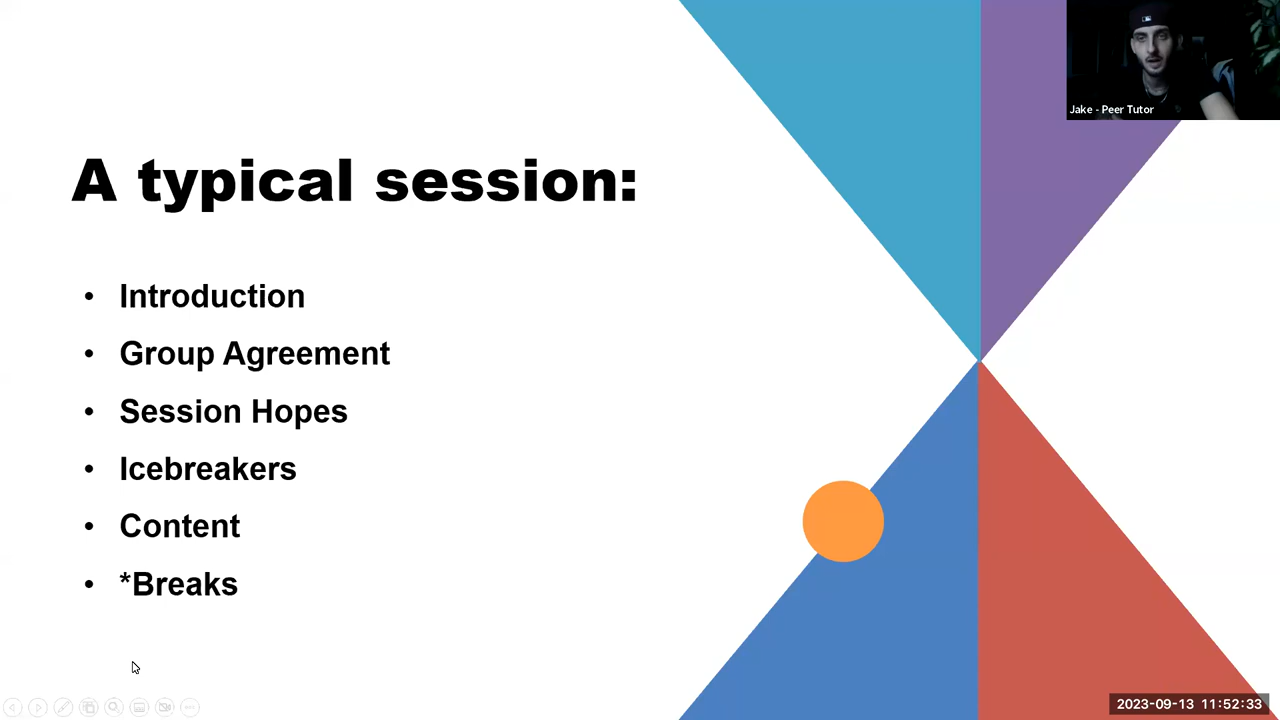 A typical session:
• Introduction
• Group Agreement
• Session Hopes
• Icebreakers
• Content
• *Breaks
Jake - Peer Tutor
2023-09-13 11:52:33